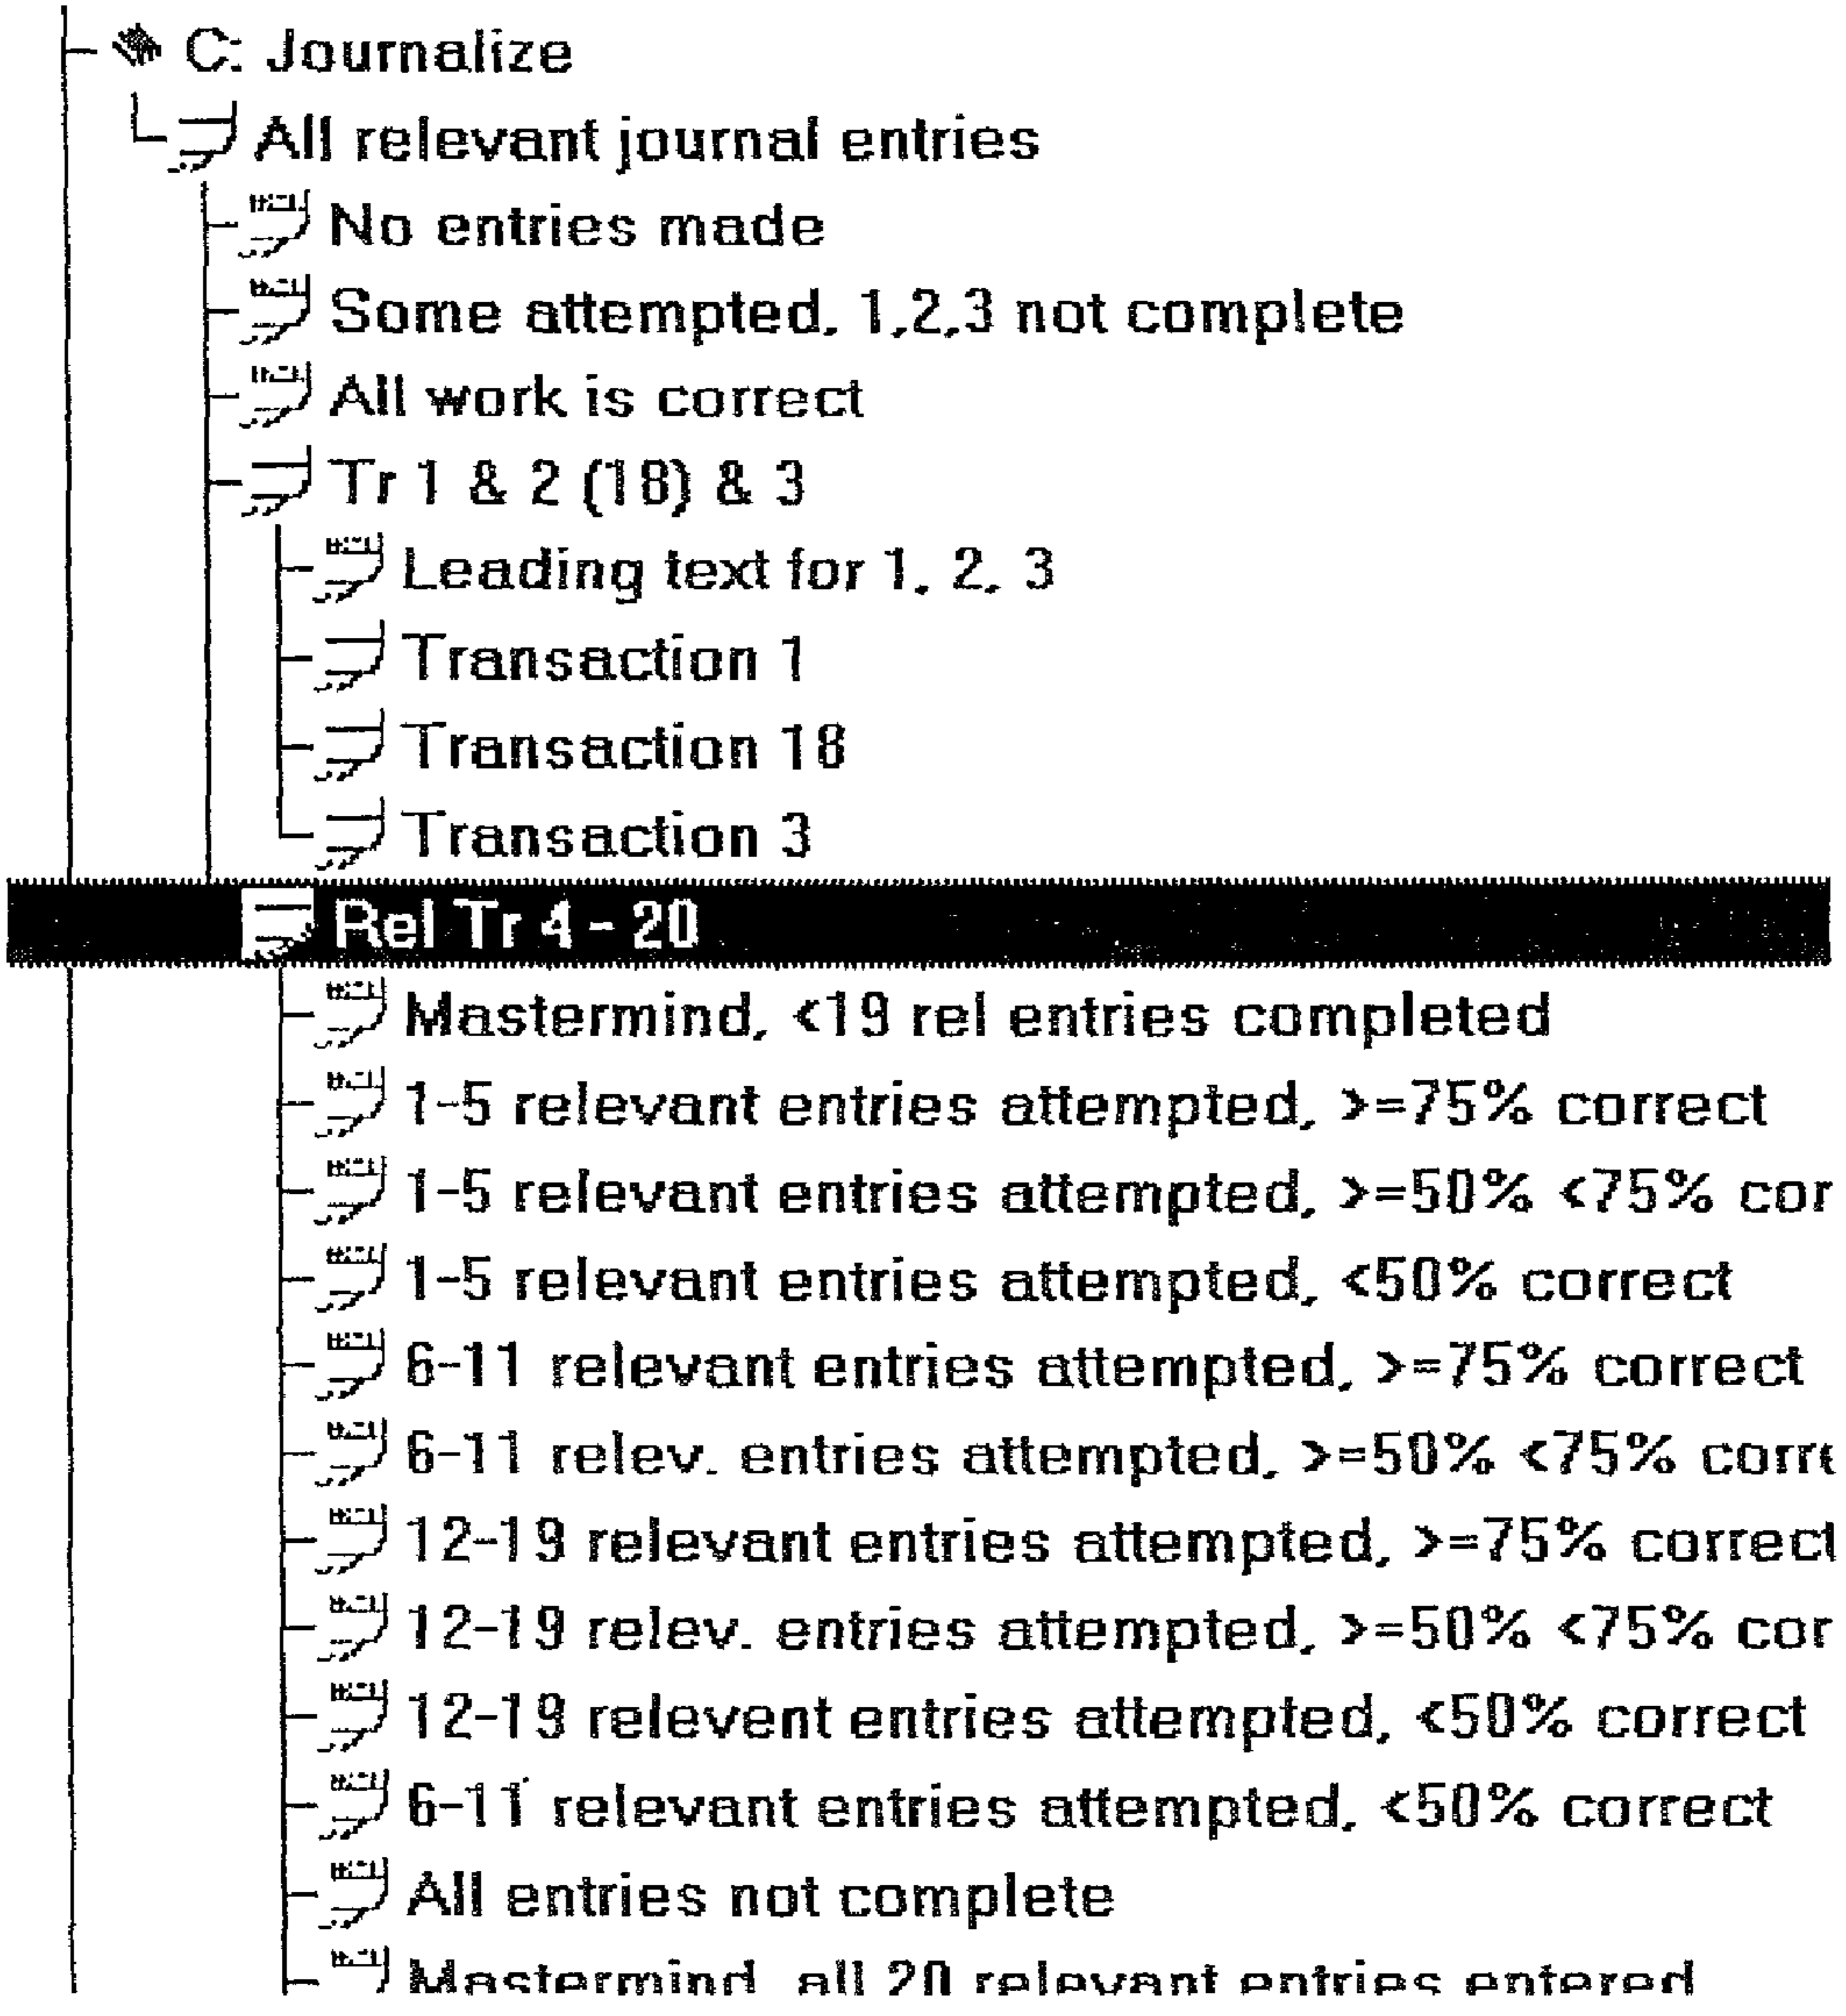 C: Journalize
All relevant journal entries
No entries made
Some attempted, 1,2,3 not complete
All work is correct
Tr 1 & 2 (18) & 3
Leading text for 1, 2, 3
Transaction 1
Transaction 18
Transaction 3
Rel Tr 4 - 20
Mastermind, <19 rel entries completed
1-5 relevant entries attempted, >=75% correct
1-5 relevant entries attempted, >=50% <75% cor
1-5 relevant entries attempted, <50% correct
6-11 relevant entries attempted, >=75% correct
6-11 relev. entries attempted, >=50% <75% corre
12-19 relevant entries attempted, >=75% correct
12-19 relev. entries attempted, >=50% <75% cor
12-19 relevent entries attempted, <50% correct
6-11 relevant entries attempted, <50% correct
All entries not complete
Mastermind, all 20 relevant entries entered